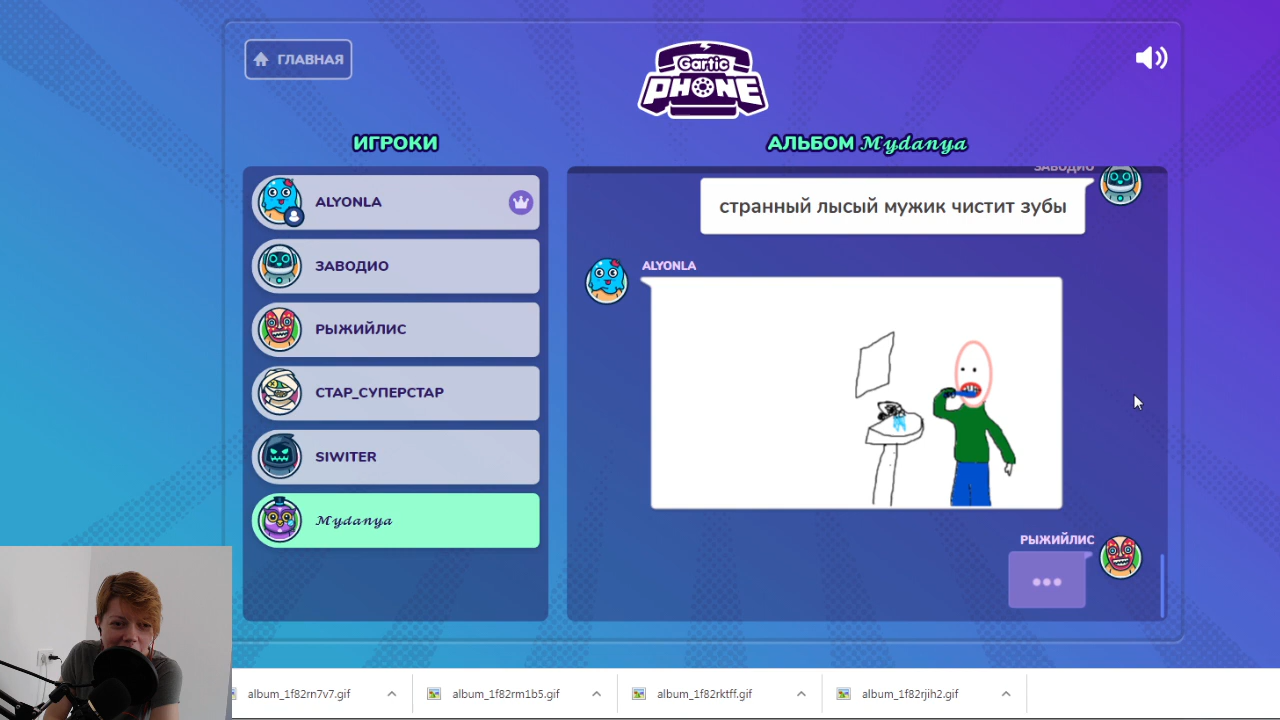 ГЛАВНАЯ
Gartic
PHONE
ИГРОКИ
АЛЬБОМ Mydanya
ALYONLA
ЗАВОДИО
РЫЖИЙЛИС
СТАР_СУПЕРСТАР
SIWITER
Mydanya
ЗАВОДИО
странный лысый мужик чистит зубы
ALYONLA
РЫЖИЙЛИС
album_1f82rn7v7.gif
album_1f82rm1b5.gif
album_1f82rktff.gif
album_1f82rjih2.gif